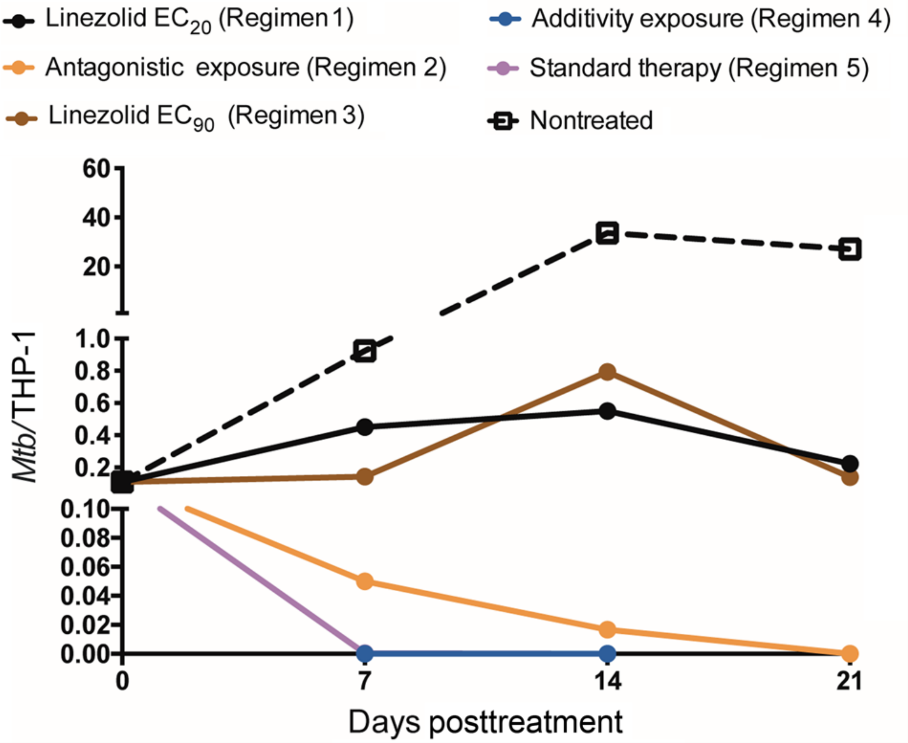 Linezolid EC20 (Regimen 1)
Additivity exposure (Regimen 4)
Antagonistic exposure (Regimen 2)
Standard therapy (Regimen 5)
Linezolid EC90 (Regimen 3)
Nontreated
60
40
20
1.0
0.8
0.6
0.4
0.2
0.10
0.08
0.06
0.04
0.02
0.00
Mtb/THP-1
0 7 14 21
Days posttreatment